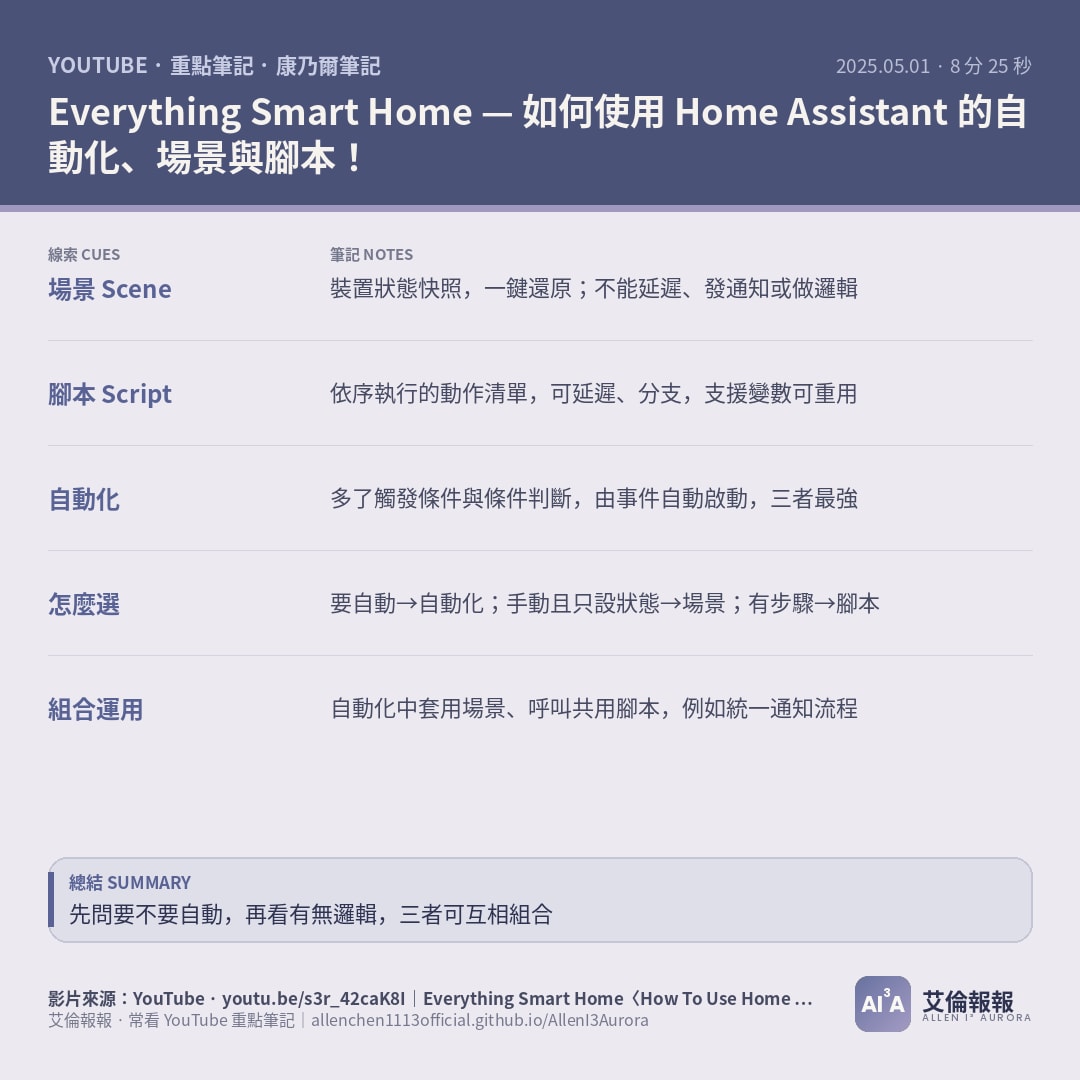 YOUTUBE · 重點筆記 · 康乃爾筆記
2025.05.01 · 8 分 25 秒
Everything Smart Home — 如何使用 Home Assistant 的自
動化、場景與腳本！
線索 CUES
筆記 NOTES
場景 Scene
裝置狀態快照，一鍵還原；不能延遲、發通知或做邏輯
腳本 Script
依序執行的動作清單，可延遲、分支，支援變數可重用
自動化
多了觸發條件與條件判斷，由事件自動啟動，三者最強
怎麼選
要自動→自動化；手動且只設狀態→場景；有步驟→腳本
組合運用
自動化中套用場景、呼叫共用腳本，例如統一通知流程
總結 SUMMARY
先問要不要自動，再看有無邏輯，三者可互相組合
影片來源：YouTube · youtu.be/s3r_42caK8I｜Everything Smart Home〈How To Use Home …
艾倫報報 · 常看 YouTube 重點筆記｜allenchen1113official.github.io/AllenI3Aurora
AI³A
艾倫報報
ALLEN I³ AURORA